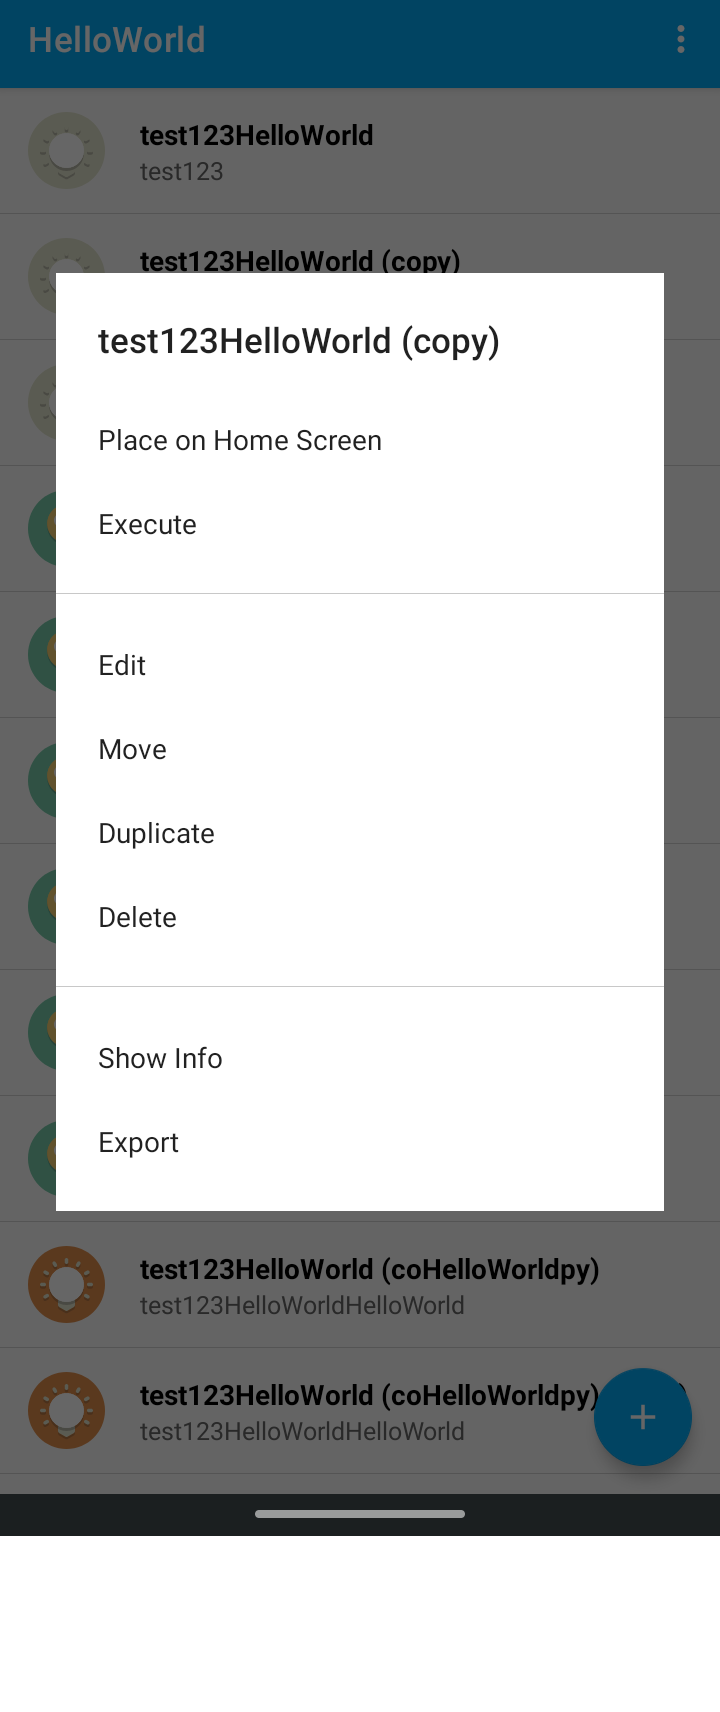 HelloWorld
test123HelloWorld
test123
test123HelloWorld (copy)
test123HelloWorld (copy)
Place on Home Screen
Execute
Edit
Move
Duplicate
Delete
Show Info
Export
test123HelloWorld (coHelloWorldpy)
test123HelloWorldHelloWorld
test123HelloWorld (coHelloWorldpy)
test123HelloWorldHelloWorld